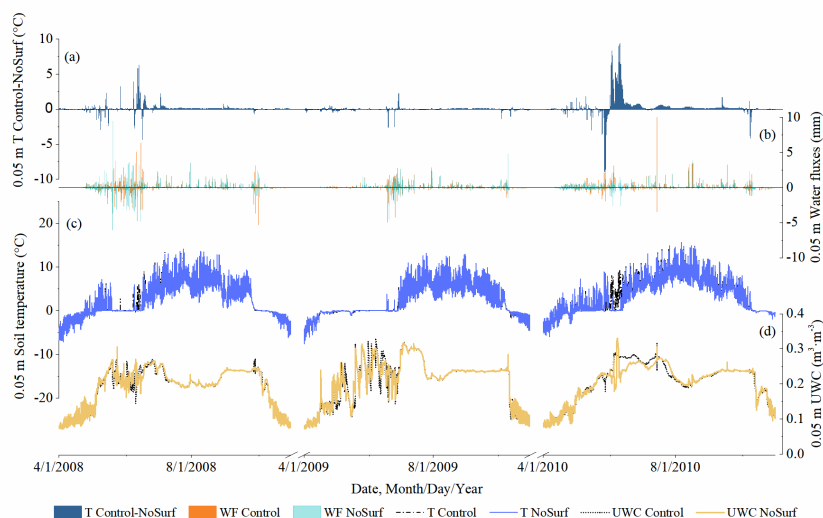 0.05 m T Control-NoSurf (°C)
10
5
0
-5
-10
(a)
(b)
10
5
0
-5
-10
0.05 m Water fluxes (mm)
0.05 m Soil temperature (°C)
20
10
0
-10
-20
(c)
(d)
0.4
0.3
0.2
0.1
0.0
0.05 m UWC (m³·m⁻³)
4/1/2008 8/1/2008 4/1/2009 8/1/2009 4/1/2010 8/1/2010
Date, Month/Day/Year
T Control-NoSurf WF Control WF NoSurf T Control T NoSurf UWC Control UWC NoSurf